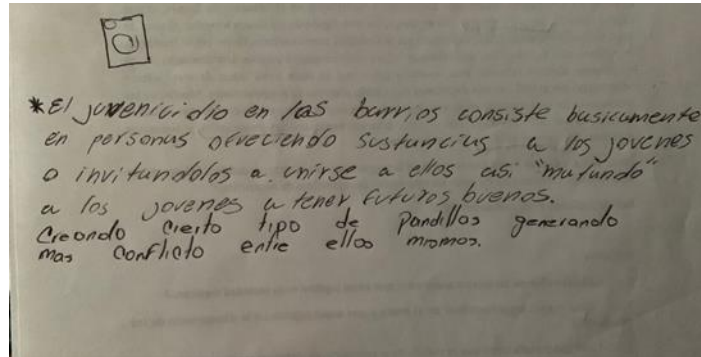 *El juvenicidio en las barrios consiste basicamente
en personas ofreciendo sustancias a los jovenes
o invitandolos a unirse a ellos asi "matando"
a los jovenes a tener futuros buenos.
Creando cierto tipo de pandillas generando
mas conflicto entre ellos mismos.